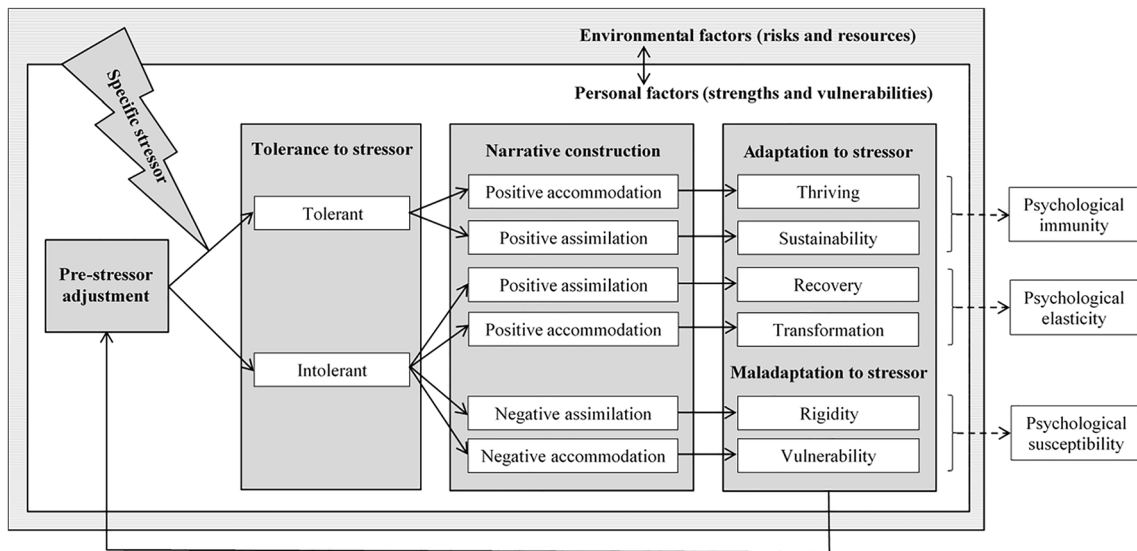 Environmental factors (risks and resources)
Personal factors (strengths and vulnerabilities)
Specific stressor
Pre-stressor
adjustment
Tolerance to stressor
Tolerant
Intolerant
Narrative construction
Positive accommodation
Positive assimilation
Positive assimilation
Positive accommodation
Negative assimilation
Negative accommodation
Adaptation to stressor
Thriving
Sustainability
Recovery
Transformation
Maladaptation to stressor
Rigidity
Vulnerability
Psychological
immunity
Psychological
elasticity
Psychological
susceptibility